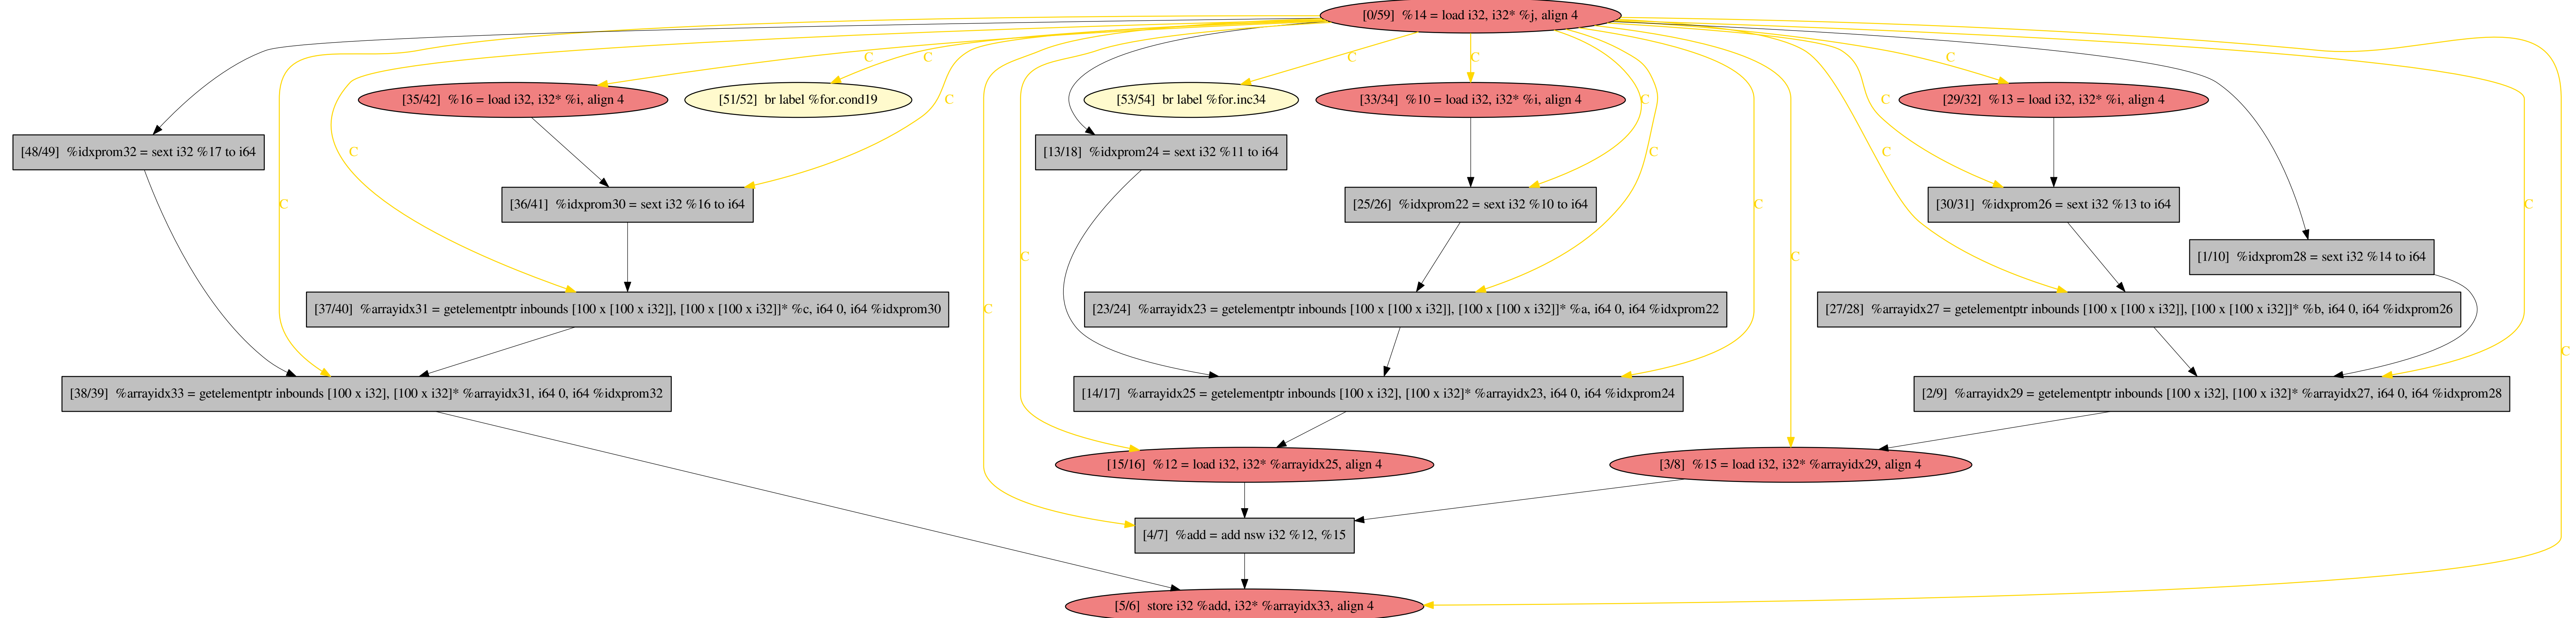 [0/59] %14 = load i32, i32* %j, align 4
C
C
C
C
C
[35/42] %16 = load i32, i32* %i, align 4
[51/52] br label %for.cond19
C
[53/54] br label %for.inc34
[33/34] %10 = load i32, i32* %i, align 4
C
C
[29/32] %13 = load i32, i32* %i, align 4
[48/49] %idxprom32 = sext i32 %17 to i64
C
[13/18] %idxprom24 = sext i32 %11 to i64
C
C
C
[36/41] %idxprom30 = sext i32 %16 to i64
[25/26] %idxprom22 = sext i32 %10 to i64
C
[30/31] %idxprom26 = sext i32 %13 to i64
C
C
C
[1/10] %idxprom28 = sext i32 %14 to i64
[37/40] %arrayidx31 = getelementptr inbounds [100 x [100 x i32]], [100 x [100 x i32]]* %c, i64 0, i64 %idxprom30
C
[23/24] %arrayidx23 = getelementptr inbounds [100 x [100 x i32]], [100 x [100 x i32]]* %a, i64 0, i64 %idxprom22
[27/28] %arrayidx27 = getelementptr inbounds [100 x [100 x i32]], [100 x [100 x i32]]* %b, i64 0, i64 %idxprom26
C
[38/39] %arrayidx33 = getelementptr inbounds [100 x i32], [100 x i32]* %arrayidx31, i64 0, i64 %idxprom32
[14/17] %arrayidx25 = getelementptr inbounds [100 x i32], [100 x i32]* %arrayidx23, i64 0, i64 %idxprom24
[2/9] %arrayidx29 = getelementptr inbounds [100 x i32], [100 x i32]* %arrayidx27, i64 0, i64 %idxprom28
[15/16] %12 = load i32, i32* %arrayidx25, align 4
[3/8] %15 = load i32, i32* %arrayidx29, align 4
[4/7] %add = add nsw i32 %12, %15
[5/6] store i32 %add, i32* %arrayidx33, align 4